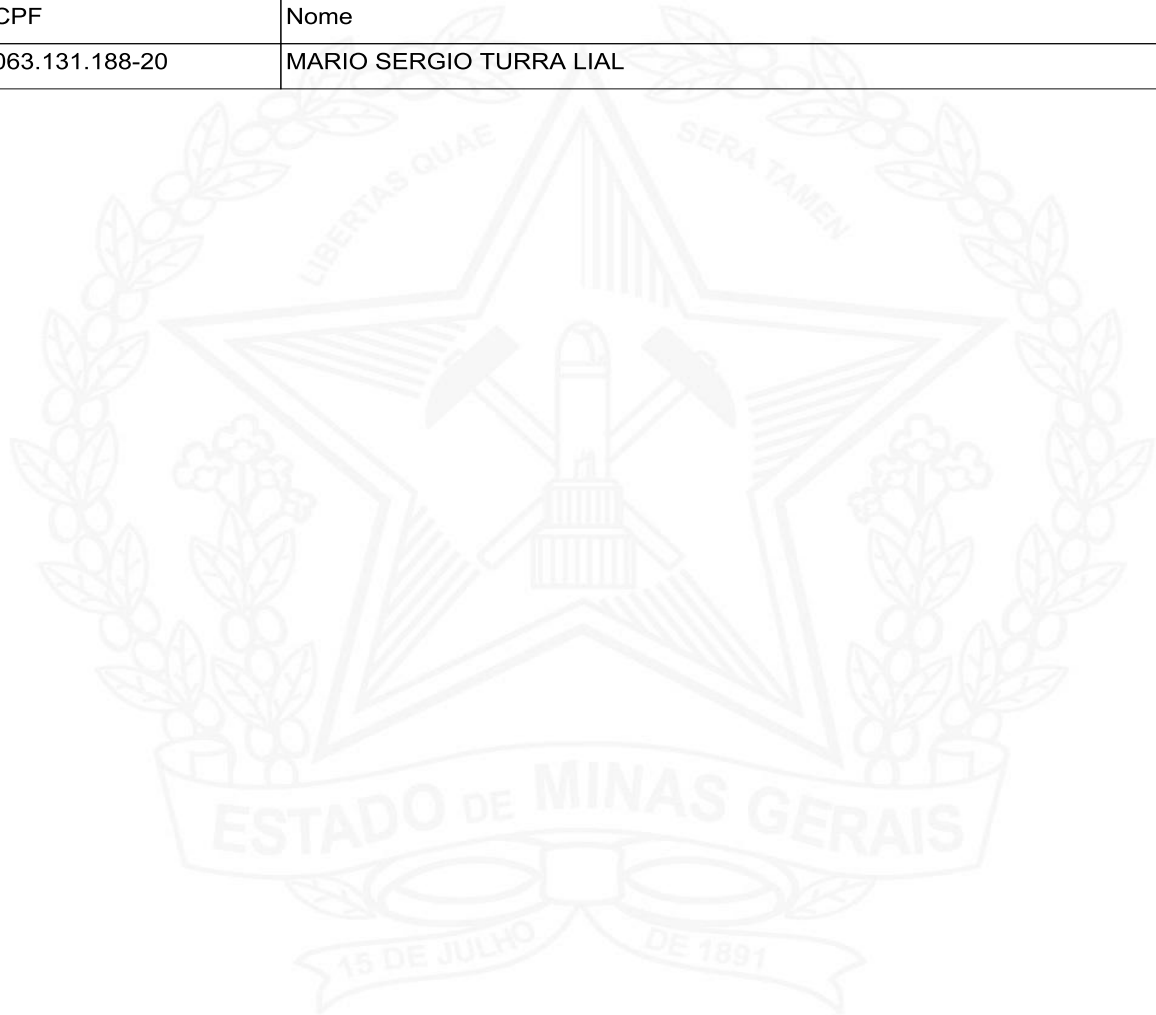 CPF Nome
063.131.188-20 MARIO SERGIO TURRA LIAL
LIBERTAS QUAE SERA TAMEN
ESTADO DE MINAS GERAIS
15 DE JULHO DE 1891